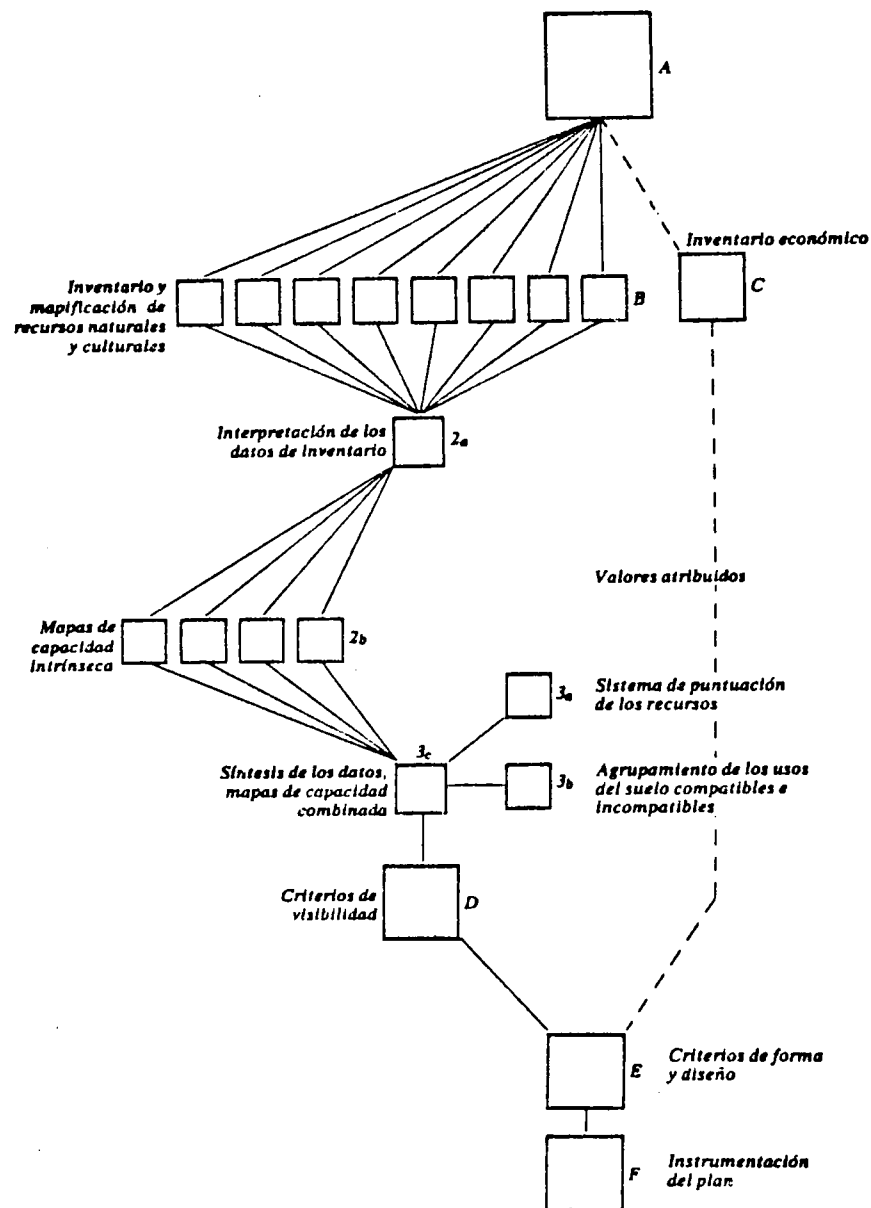 A
Inventario económico
C
Inventario y
mapificación de
recursos naturales
y culturales
B
Interpretación de los
datos de inventario
2a
Valores atribuidos
Mapas de
capacidad
intrínseca
2b
3a
Sistema de puntuación
de los recursos
3c
Síntesis de los datos,
mapas de capacidad
combinada
3b
Agrupamiento de los usos
del suelo compatibles e
incompatibles
Criterios de
visibilidad
D
E
Criterios de forma
y diseño
F
Instrumentación
del plan